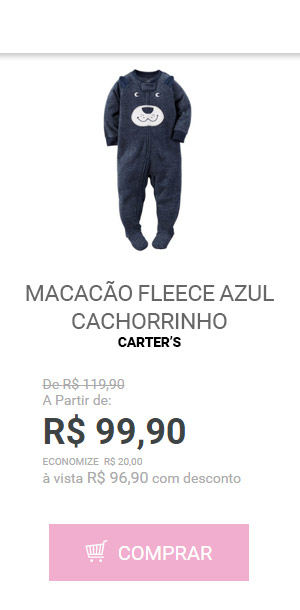 MACACÃO FLEECE AZUL
CACHORRINHO
CARTER'S
De R$ 119,90
A Partir de:
R$ 99,90
ECONOMIZE R$ 20,00
à vista R$ 96,90 com desconto
COMPRAR